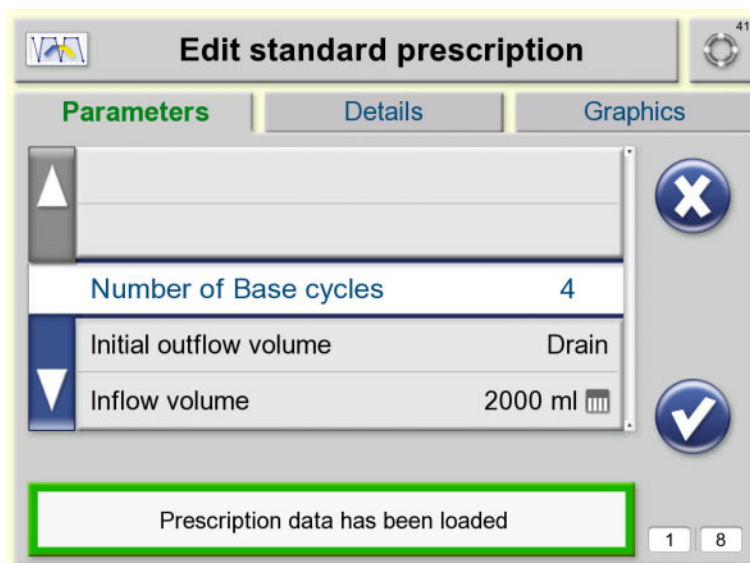 Edit standard prescription
41
Parameters
Details
Graphics
Number of Base cycles 4
Initial outflow volume Drain
Inflow volume 2000 ml
Prescription data has been loaded
1 8